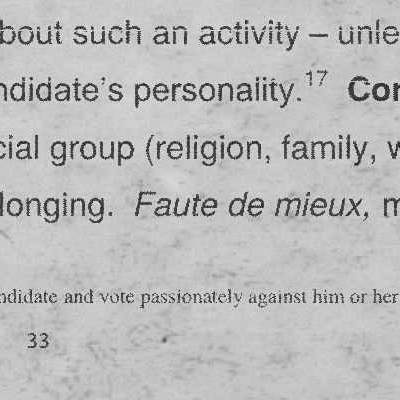 bout such an activity – unle
ndidate's personality.17 Cor
cial group (religion, family, w
longing. Faute de mieux, m
ndidate and vote passionately against him or her
33